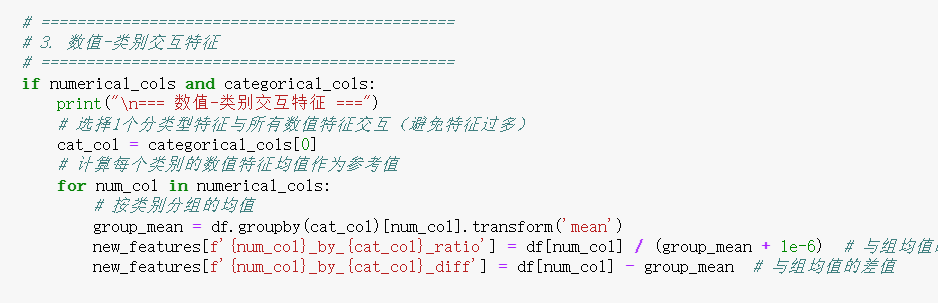 # ==============================================
# 3. 数值-类别交互特征
# ==============================================
if numerical_cols and categorical_cols:
    print("\n=== 数值-类别交互特征 ===")
    # 选择1个分类型特征与所有数值特征交互（避免特征过多）
    cat_col = categorical_cols[0]
    # 计算每个类别的数值特征均值作为参考值
    for num_col in numerical_cols:
        # 按类别分组的均值
        group_mean = df.groupby(cat_col)[num_col].transform('mean')
        new_features[f'{num_col}_by_{cat_col}_ratio'] = df[num_col] / (group_mean + 1e-6)  # 与组均值
        new_features[f'{num_col}_by_{cat_col}_diff'] = df[num_col] - group_mean  # 与组均值的差值